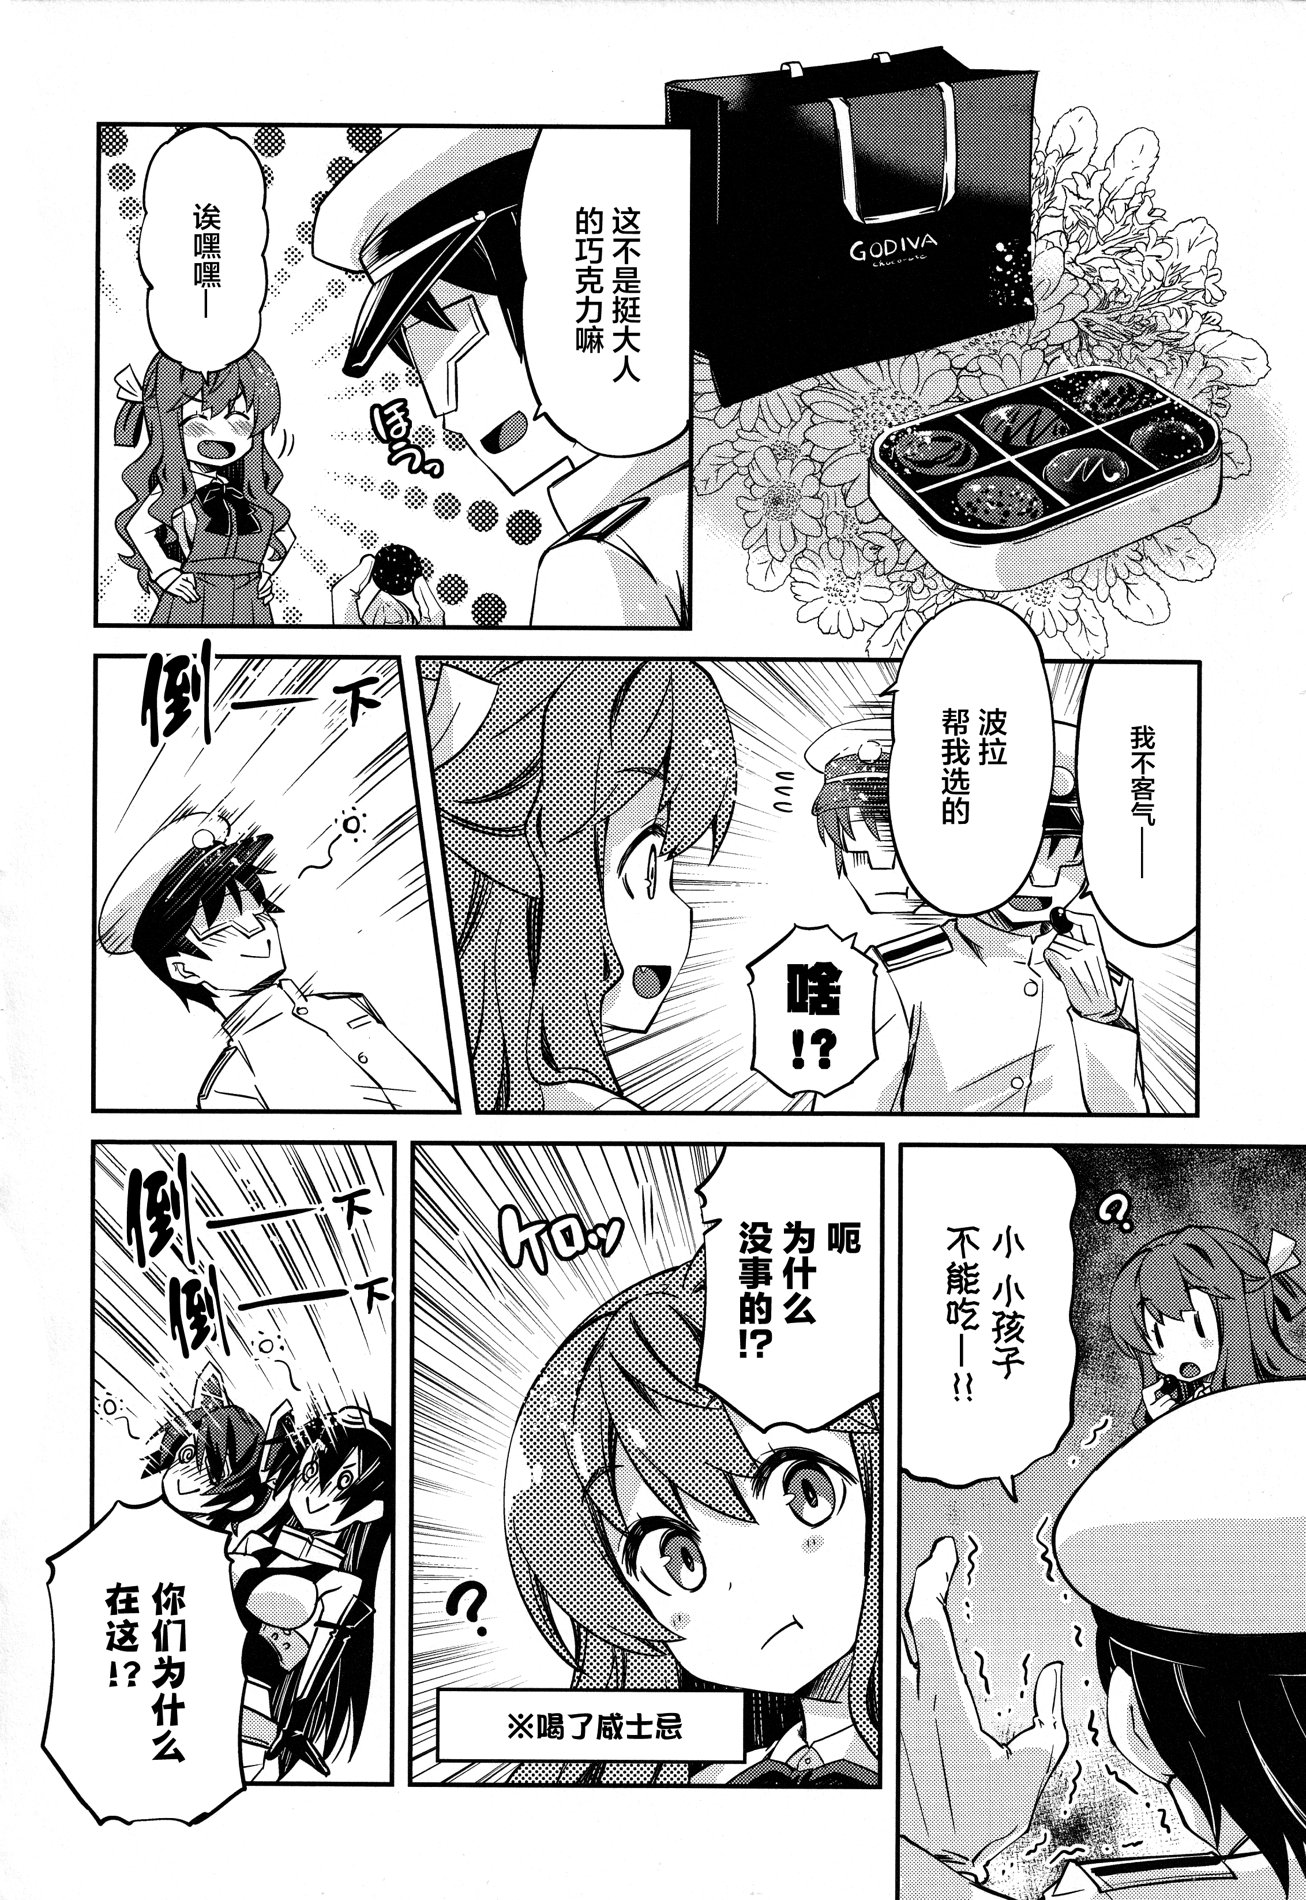 GODIVA
chocolate
这不是挺大人
的巧克力嘛
诶嘿嘿—
ほうっ
我不客气—
波拉
帮我选的
啥!?
倒—下
小 小孩子
不能吃—!!
?
呃
为什么
没事的!?
ケロッ
?
※喝了威士忌
倒—下
倒—下
你们为什么
在这!?